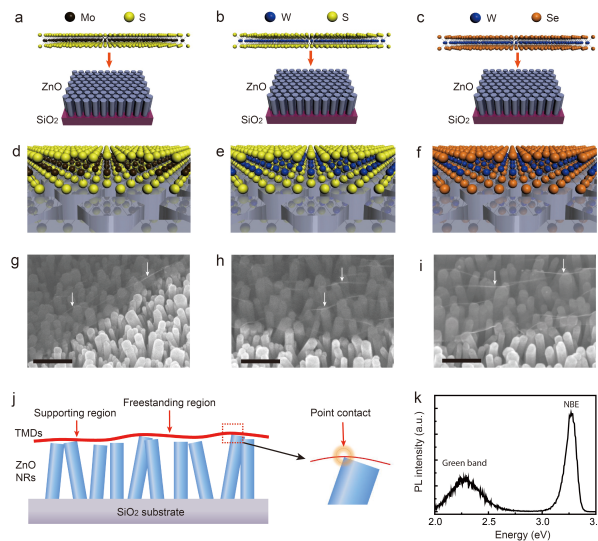 a
Mo
S
b
W
S
c
W
Se
ZnO
SiO₂
ZnO
SiO₂
ZnO
SiO₂
d
e
f
g
h
i
j
Supporting region
Freestanding region
Point contact
TMDs
ZnO
NRs
SiO₂ substrate
k
NBE
Green band
PL intensity (a.u.)
2.0 2.5 3.0 3.
Energy (eV)